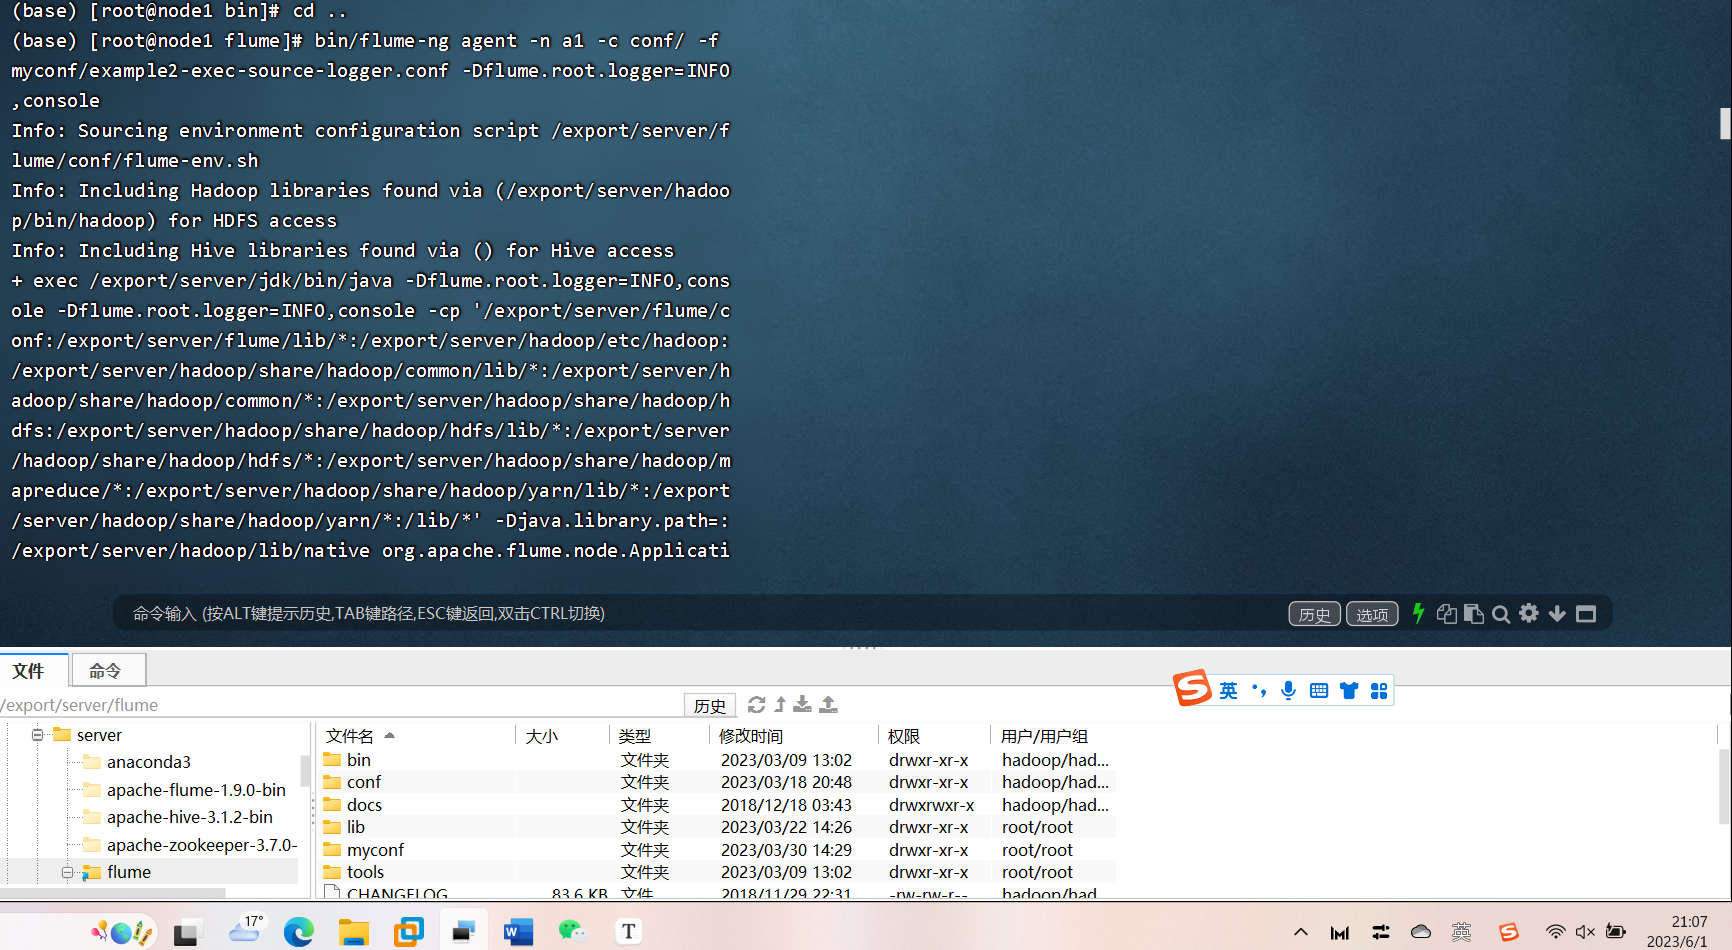 (base) [root@node1 bin]# cd ..
(base) [root@node1 flume]# bin/flume-ng agent -n a1 -c conf/ -f
myconf/example2-exec-source-logger.conf -Dflume.root.logger=INFO
,console
Info: Sourcing environment configuration script /export/server/f
lume/conf/flume-env.sh
Info: Including Hadoop libraries found via (/export/server/hadoo
p/bin/hadoop) for HDFS access
Info: Including Hive libraries found via () for Hive access
+ exec /export/server/jdk/bin/java -Dflume.root.logger=INFO,cons
ole -Dflume.root.logger=INFO,console -cp '/export/server/flume/c
onf:/export/server/flume/lib/*:/export/server/hadoop/etc/hadoop:
/export/server/hadoop/share/hadoop/common/lib/*:/export/server/h
adoop/share/hadoop/common/*:/export/server/hadoop/share/hadoop/h
dfs:/export/server/hadoop/share/hadoop/hdfs/lib/*:/export/server
/hadoop/share/hadoop/hdfs/*:/export/server/hadoop/share/hadoop/m
apreduce/*:/export/server/hadoop/share/hadoop/yarn/lib/*:/export
/server/hadoop/share/hadoop/yarn/*:/lib/*' -Djava.library.path=:
/export/server/hadoop/lib/native org.apache.flume.node.Applicati
命令输入 (按ALT键提示历史,TAB键路径,ESC键返回,双击CTRL切换) 历史 选项
文件 命令
英
/export/server/flume 历史
server
anaconda3
apache-flume-1.9.0-bin
apache-hive-3.1.2-bin
apache-zookeeper-3.7.0-
flume
文件名 大小 类型 修改时间 权限 用户/用户组
bin 文件夹 2023/03/09 13:02 drwxr-xr-x hadoop/had...
conf 文件夹 2023/03/18 20:48 drwxr-xr-x hadoop/had...
docs 文件夹 2018/12/18 03:43 drwxrwxr-x hadoop/had...
lib 文件夹 2023/03/22 14:26 drwxr-xr-x root/root
myconf 文件夹 2023/03/30 14:29 drwxr-xr-x root/root
tools 文件夹 2023/03/09 13:02 drwxr-xr-x root/root
CHANGELOG 83.6 KB 文件 2018/11/29 22:31 -rw-rw-r-- hadoop/had
17° W T 英 21:07
2023/6/1